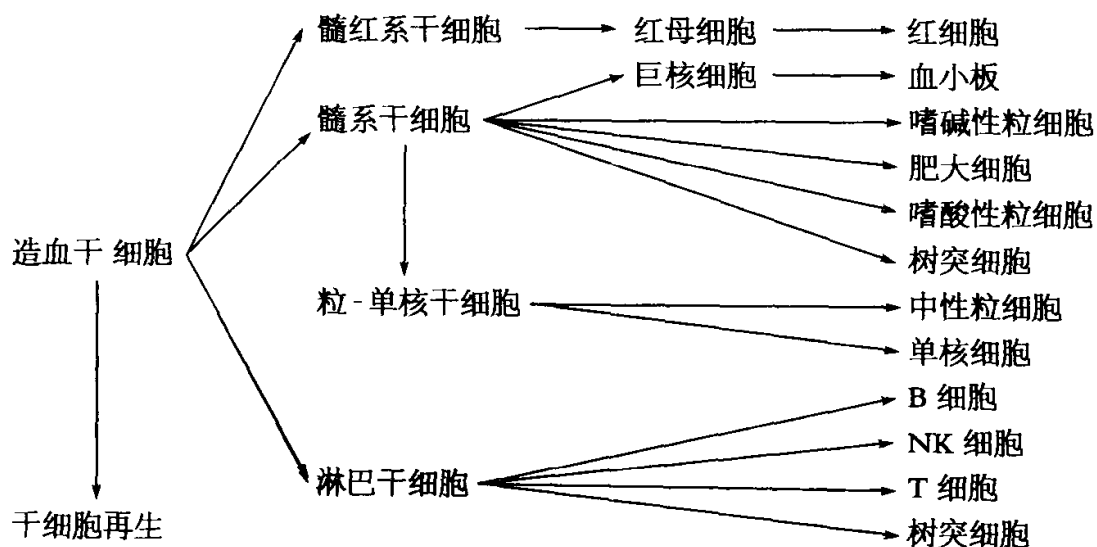 髓红系干细胞 红母细胞 红细胞
巨核细胞 血小板
髓系干细胞 嗜碱性粒细胞
肥大细胞
嗜酸性粒细胞
造血干 细胞 树突细胞
粒-单核干细胞 中性粒细胞
单核细胞
B 细胞
NK 细胞
淋巴干细胞 T 细胞
干细胞再生 树突细胞